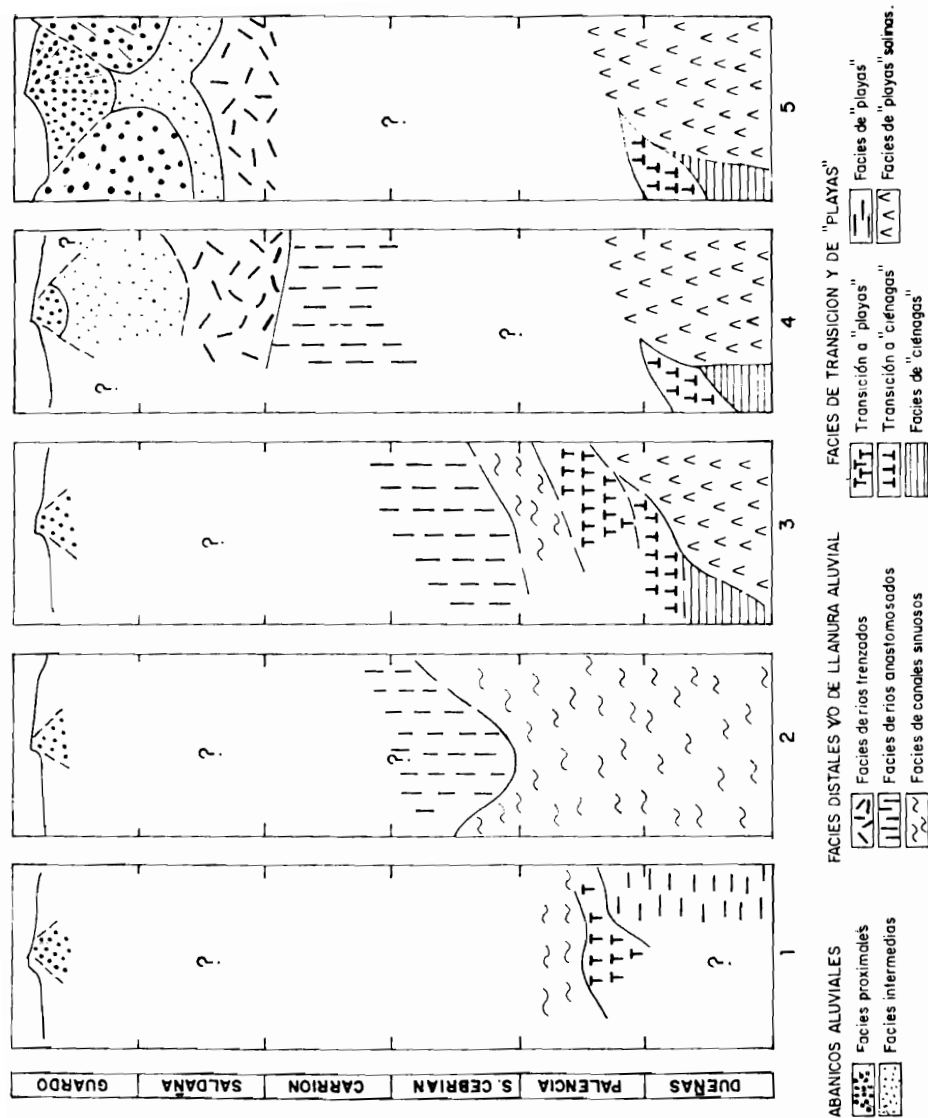 GUARDO
SALDAÑA
CARRION
S. CEBRIAN
PALENCIA
DUEÑAS
?
?
1
?
?!
2
?
3
?
?
?
4
?
5
ABANICOS ALUVIALES
Facies proximales
Facies intermedias
FACIES DISTALES Y/O DE LLANURA ALUVIAL
Facies de rios trenzados
Facies de rios anastomosados
Facies de canales sinuosos
FACIES DE TRANSICION Y DE "PLAYAS"
Transición a "playas"
Transición a "ciénagas"
Facies de "ciénagas"
Facies de "playas"
Facies de "playas" salinas.